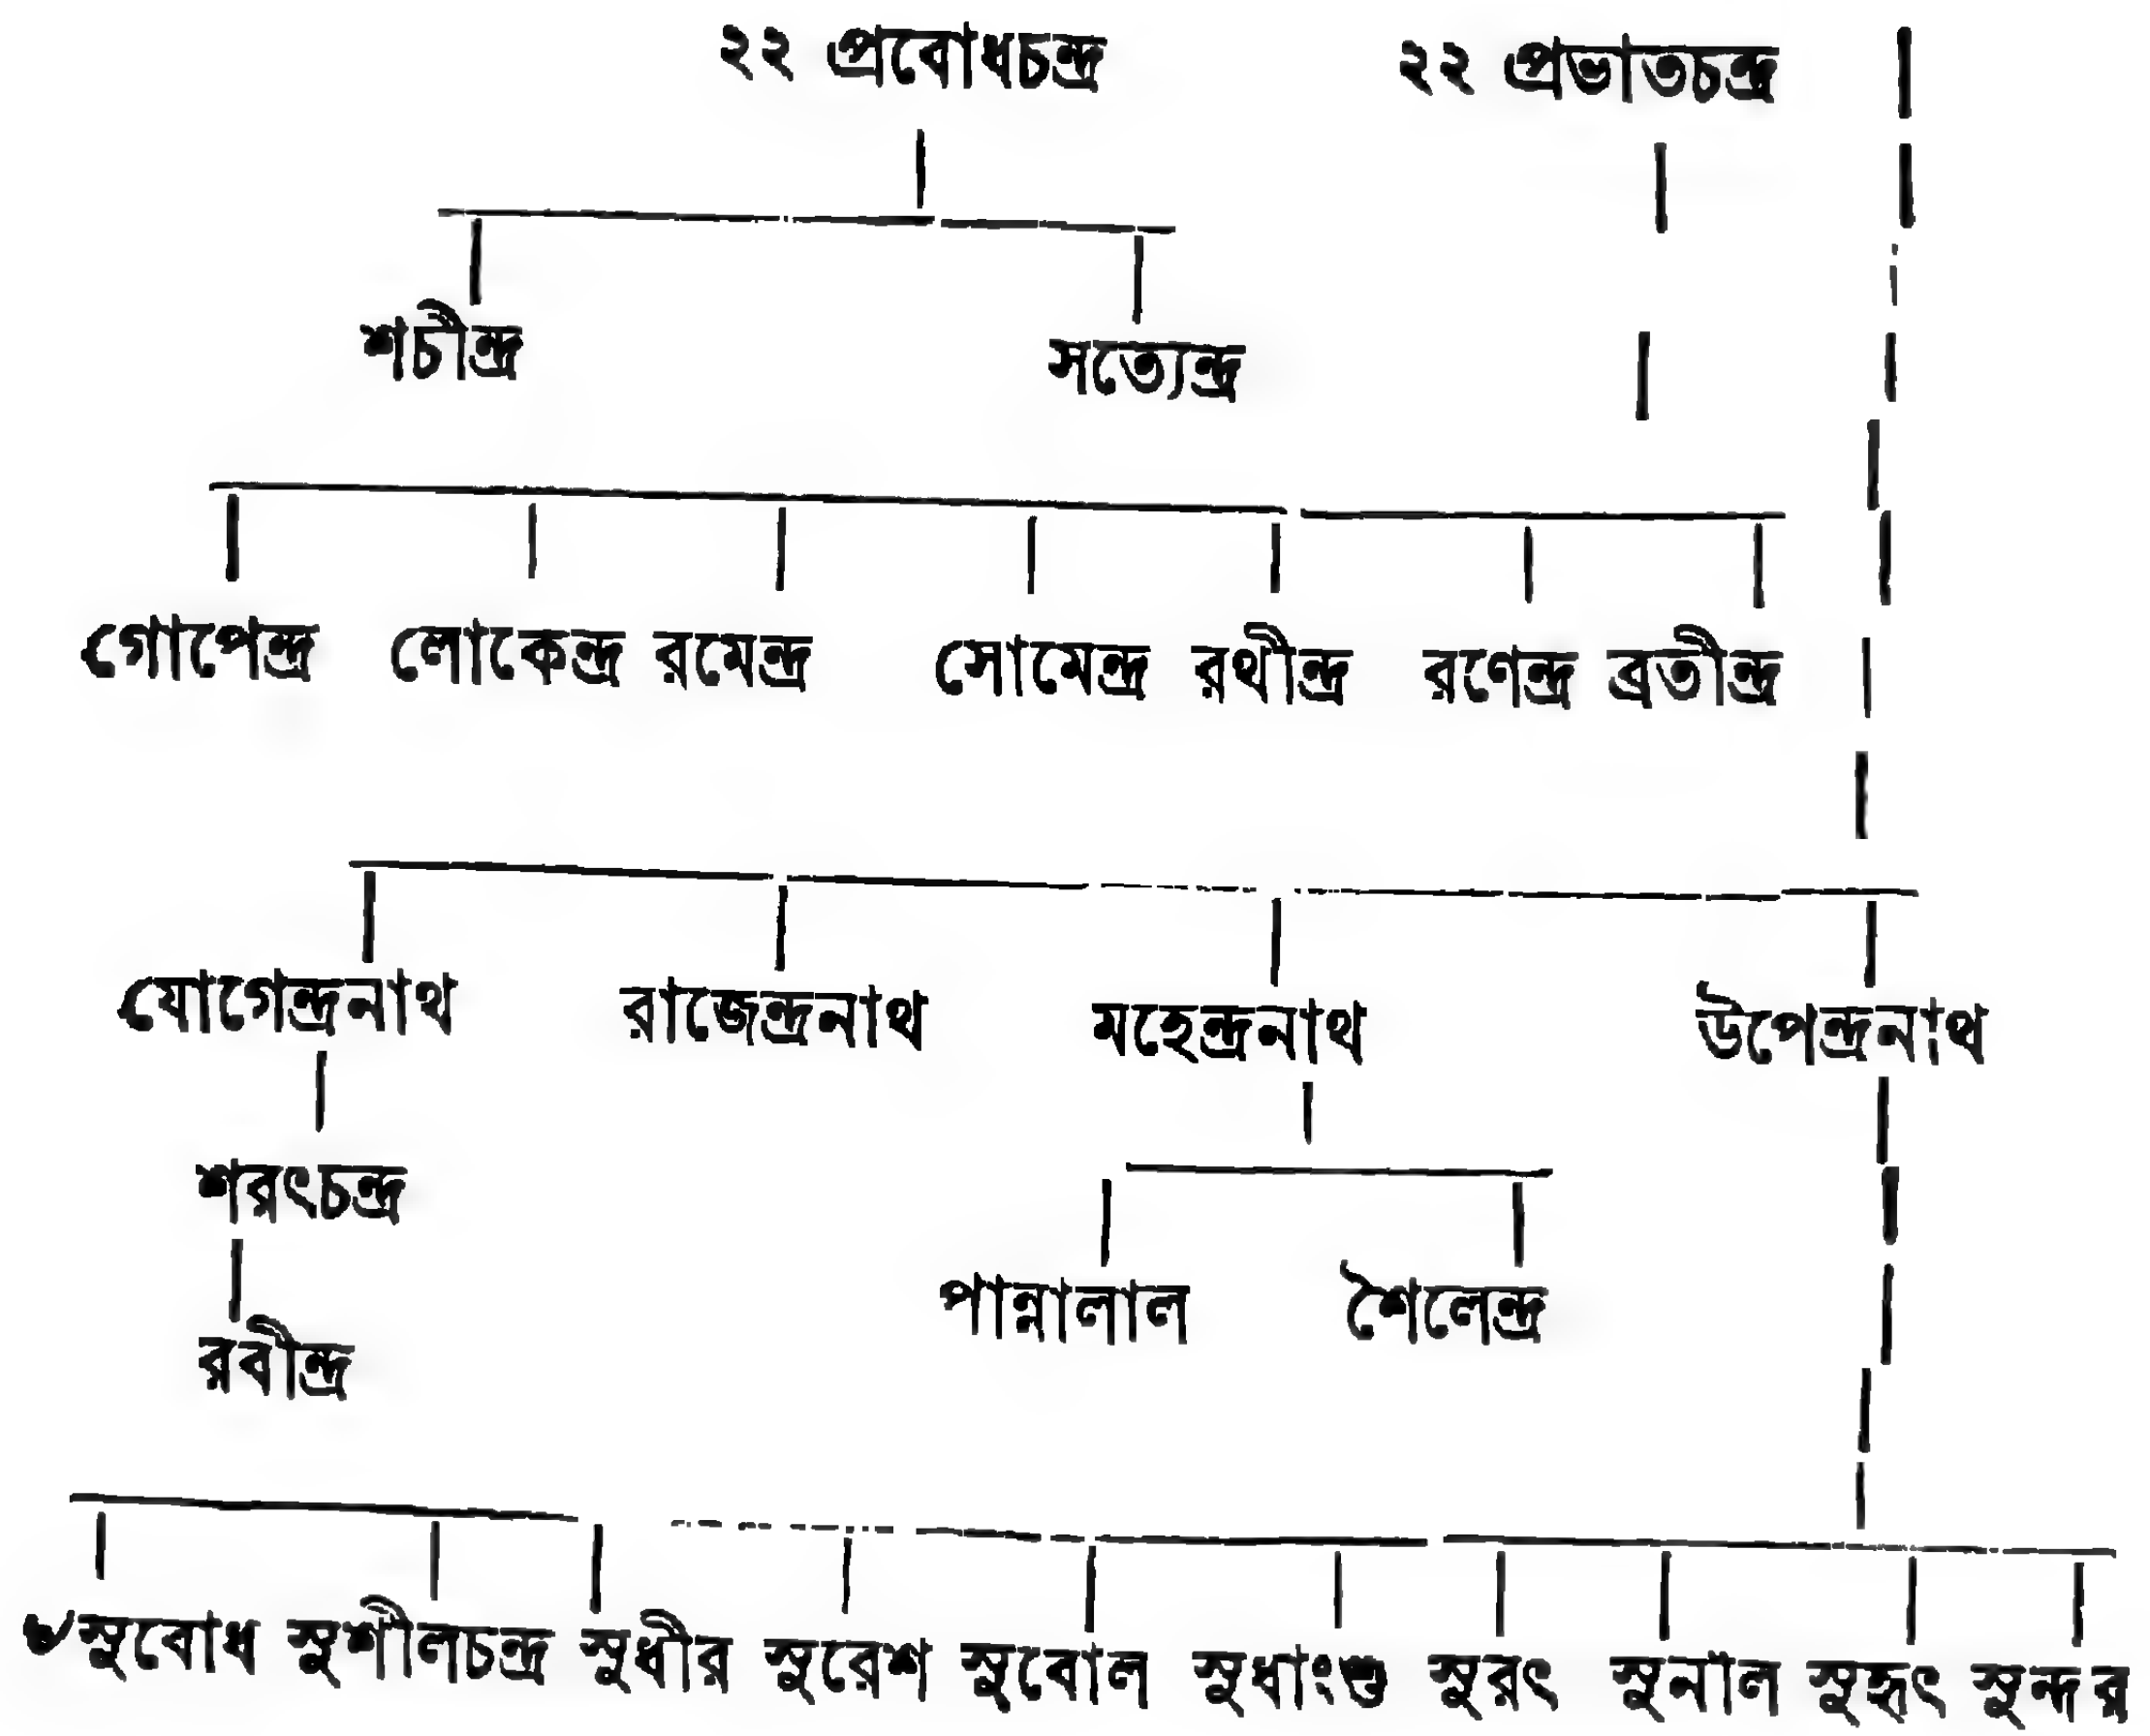 ২২ প্রবোধচন্দ্র ২২ প্রভাতচন্দ্র
শচীন্দ্র সত্যেন্দ্র
গোপেন্দ্র লোকেন্দ্র রমেন্দ্র সোমেন্দ্র রথীন্দ্র রণেন্দ্র ব্রতীন্দ্র
যোগেন্দ্রনাথ রাজেন্দ্রনাথ মহেন্দ্রনাথ উপেন্দ্রনাথ
শরৎচন্দ্র
পান্নালাল শৈলেন্দ্র
রবীন্দ্র
৺সুবোধ সুশীলচন্দ্র সুধীর সুরেশ সুবোল সুধাংশু সুরৎ সুনীল সুহৃৎ সুন্দর